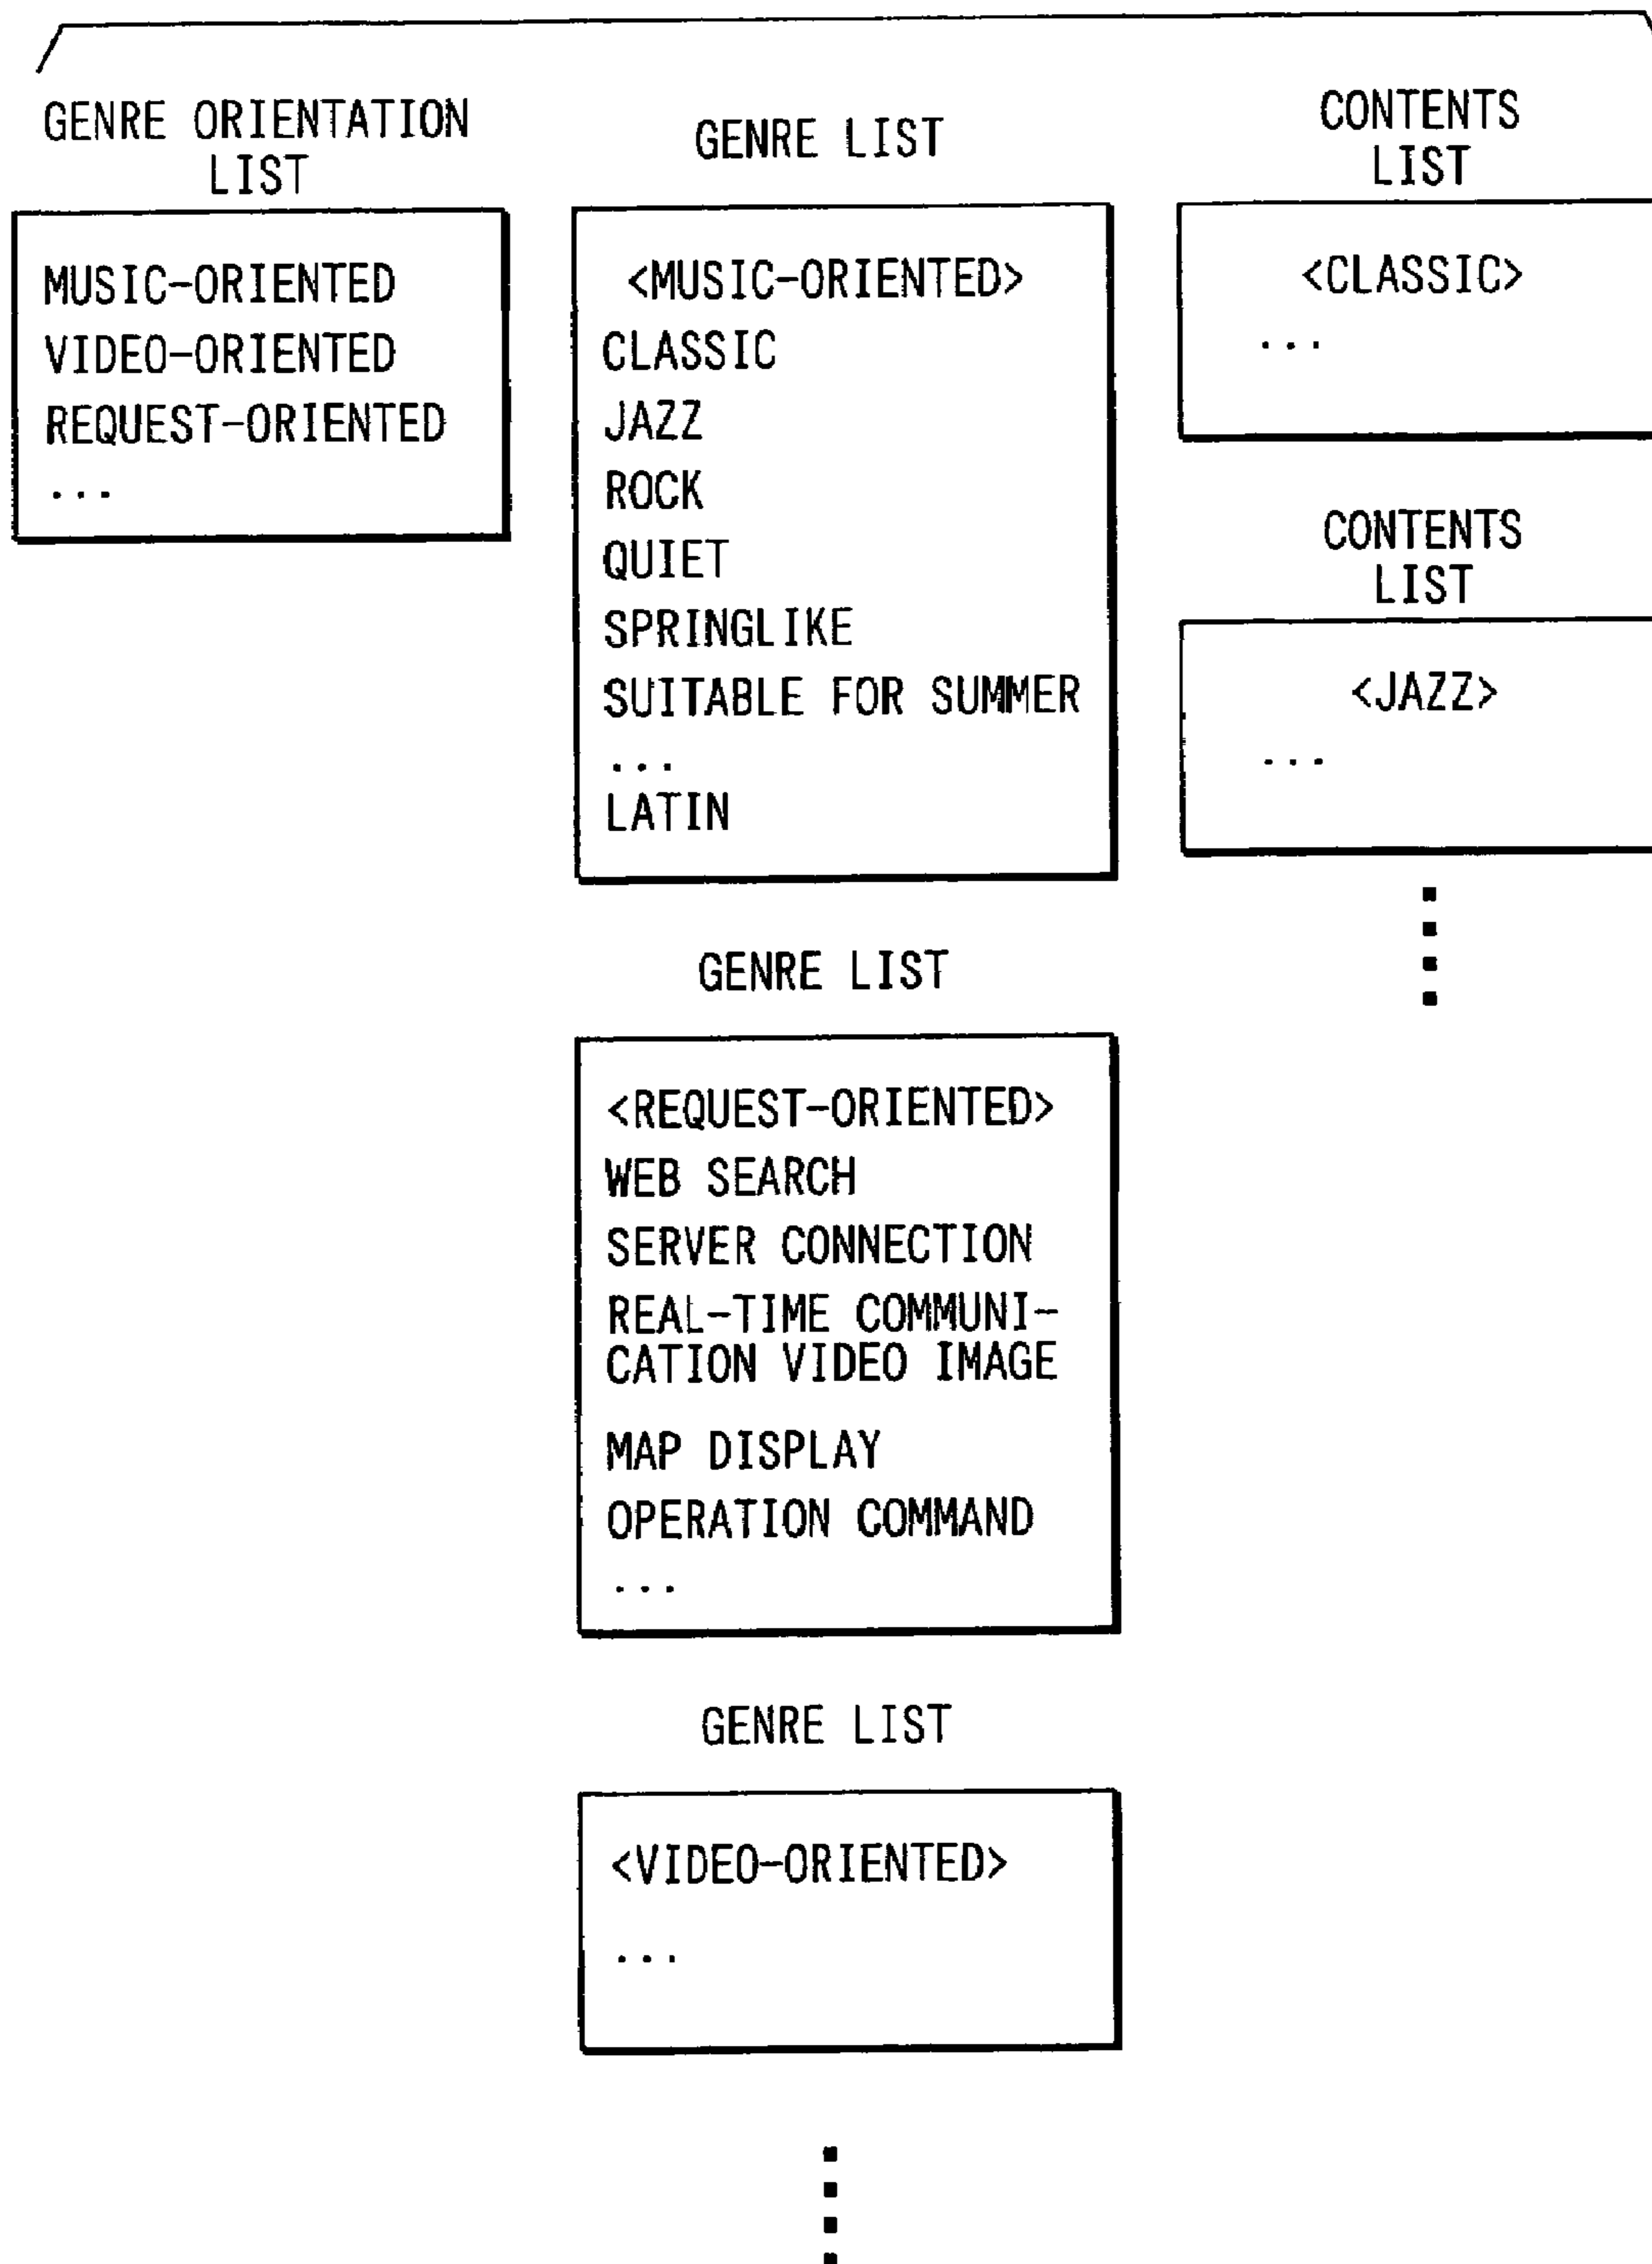 GENRE ORIENTATION
LIST
MUSIC-ORIENTED
VIDEO-ORIENTED
REQUEST-ORIENTED
...
GENRE LIST
<MUSIC-ORIENTED>
CLASSIC
JAZZ
ROCK
QUIET
SPRINGLIKE
SUITABLE FOR SUMMER
...
LATIN
GENRE LIST
<REQUEST-ORIENTED>
WEB SEARCH
SERVER CONNECTION
REAL-TIME COMMUNI-
CATION VIDEO IMAGE
MAP DISPLAY
OPERATION COMMAND
...
GENRE LIST
<VIDEO-ORIENTED>
...
CONTENTS
LIST
<CLASSIC>
...
CONTENTS
LIST
<JAZZ>
...